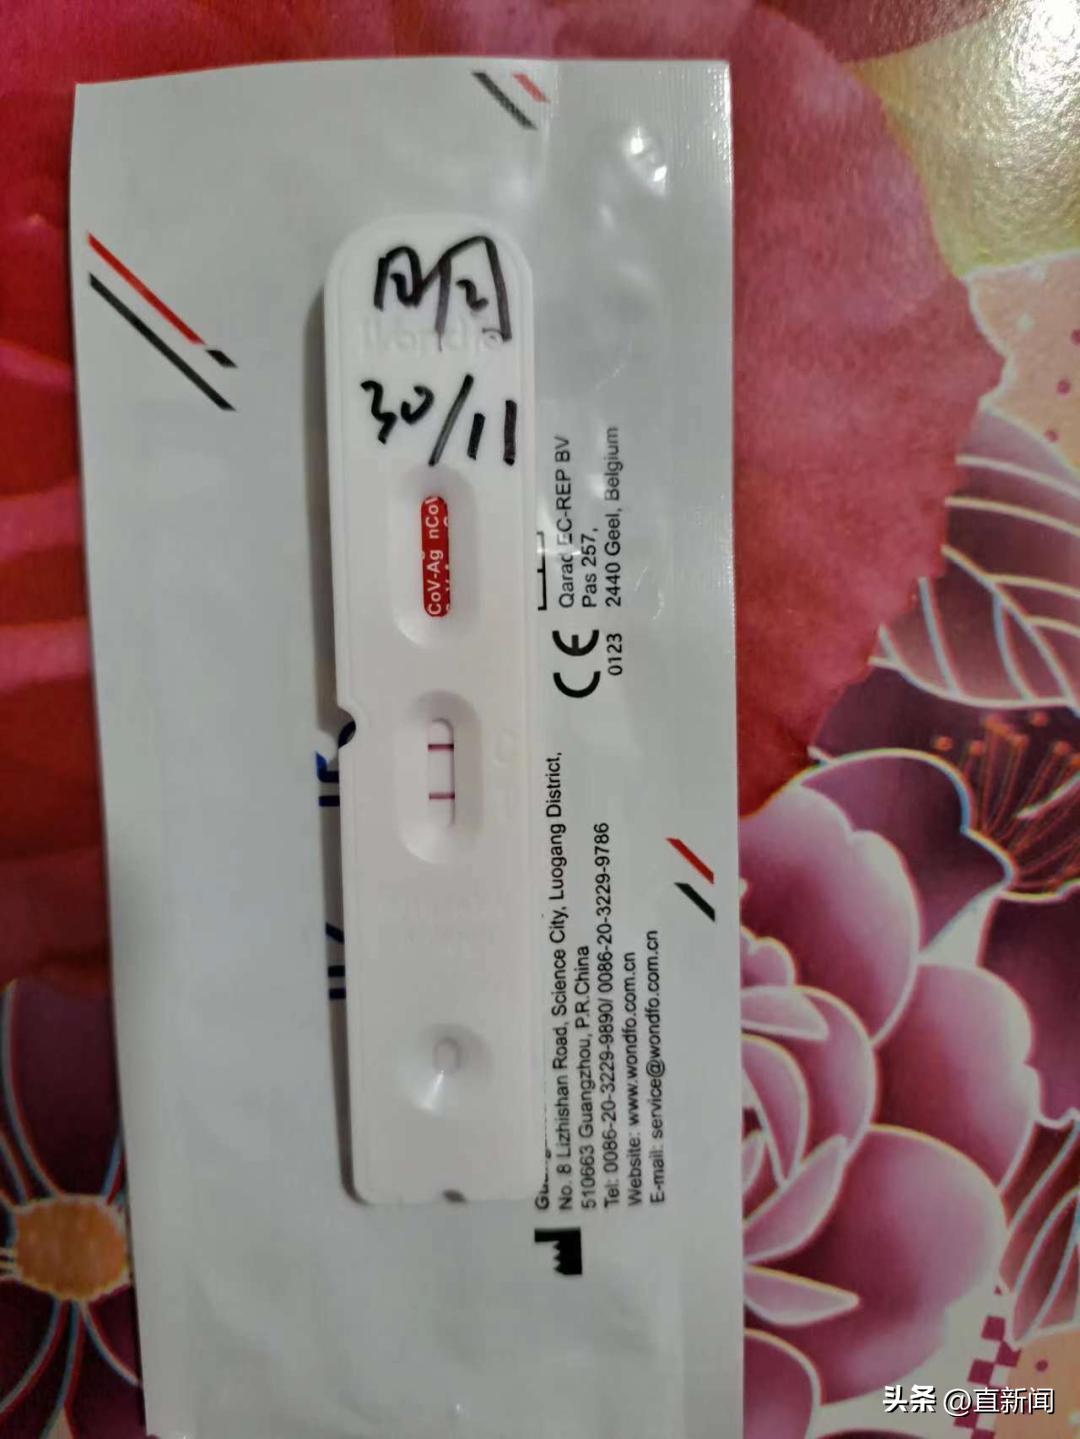 30/11
CoV-Ag nCoV
Qarad EC-REP BV
Pas 257,
2440 Geel, Belgium
CE
0123
No. 8 Lizhishan Road, Science City, Luogang District,
510663 Guangzhou, P.R.China
Tel: 0086-20-3229-9890/ 0086-20-3229-9786
Website: www.wondfo.com.cn
E-mail: service@wondfo.com.cn
头条 @直新闻